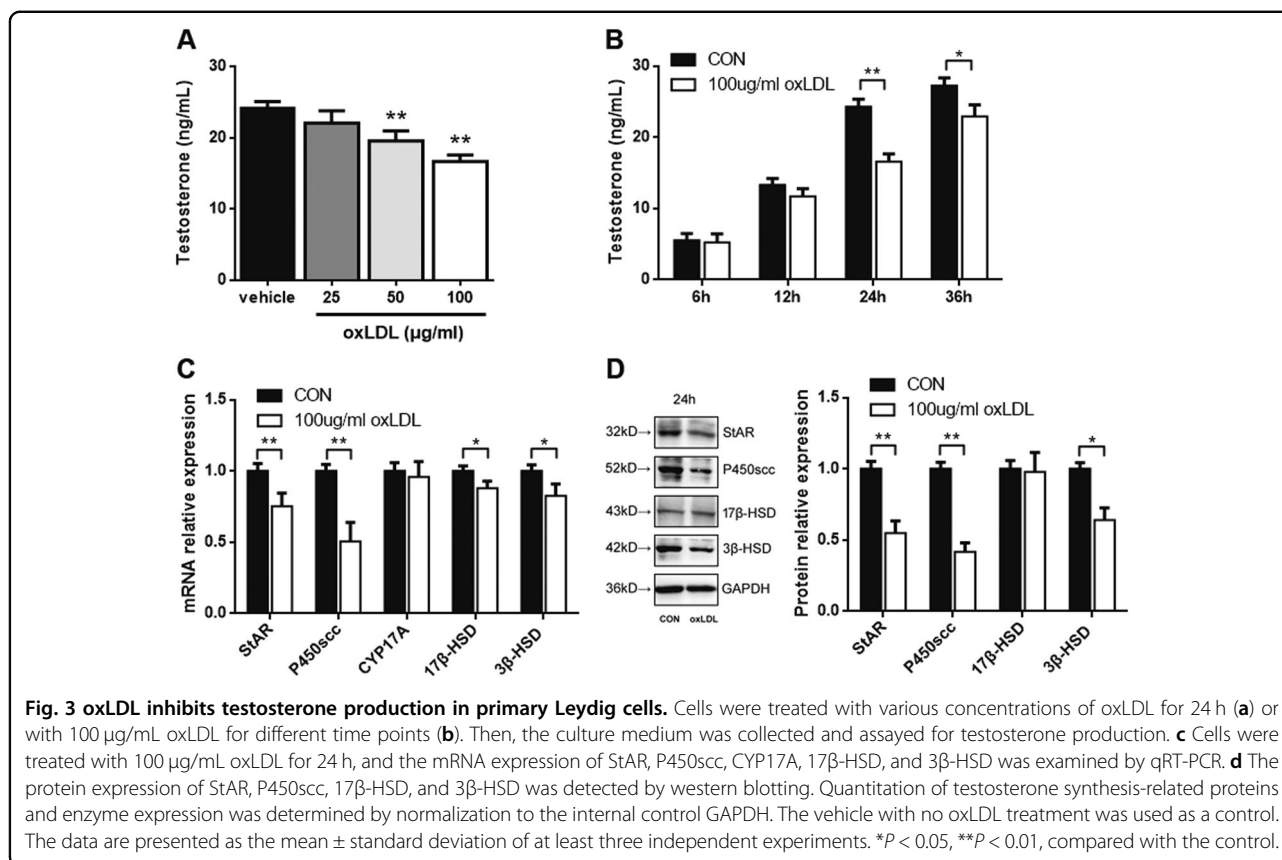 A
Testosterone (ng/mL)
30
20
10
0
** **
vehicle 25 50 100
oxLDL (µg/ml)
B
CON
100ug/ml oxLDL
Testosterone (ng/mL)
30
20
10
0
** *
6h 12h 24h 36h
C
CON
100ug/ml oxLDL
mRNA relative expression
1.5
1.0
0.5
0.0
** ** * *
StAR P450scc CYP17A 17β-HSD 3β-HSD
D
24h
32kD→ StAR
52kD→ P450scc
43kD→ 17β-HSD
42kD→ 3β-HSD
36kD→ GAPDH
CON oxLDL
CON
100ug/ml oxLDL
Protein relative expression
1.5
1.0
0.5
0.0
** ** *
StAR P450scc 17β-HSD 3β-HSD
Fig. 3 oxLDL inhibits testosterone production in primary Leydig cells. Cells were treated with various concentrations of oxLDL for 24 h (a) or
with 100 µg/mL oxLDL for different time points (b). Then, the culture medium was collected and assayed for testosterone production. c Cells were
treated with 100 µg/mL oxLDL for 24 h, and the mRNA expression of StAR, P450scc, CYP17A, 17β-HSD, and 3β-HSD was examined by qRT-PCR. d The
protein expression of StAR, P450scc, 17β-HSD, and 3β-HSD was detected by western blotting. Quantitation of testosterone synthesis-related proteins
and enzyme expression was determined by normalization to the internal control GAPDH. The vehicle with no oxLDL treatment was used as a control.
The data are presented as the mean ± standard deviation of at least three independent experiments. *P < 0.05, **P < 0.01, compared with the control.